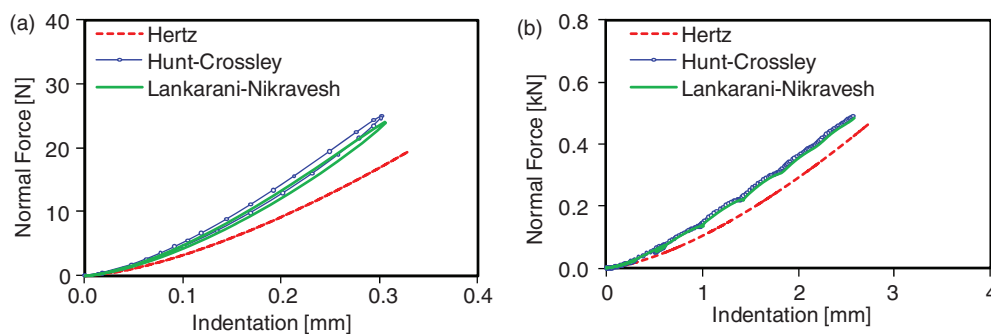 (a)
Normal Force [N]
40
30
20
10
0
Hertz
Hunt-Crossley
Lankarani-Nikravesh
0.0 0.1 0.2 0.3 0.4
Indentation [mm]
(b)
Normal Force [kN]
0.8
0.6
0.4
0.2
0.0
Hertz
Hunt-Crossley
Lankarani-Nikravesh
0 1 2 3 4
Indentation [mm]